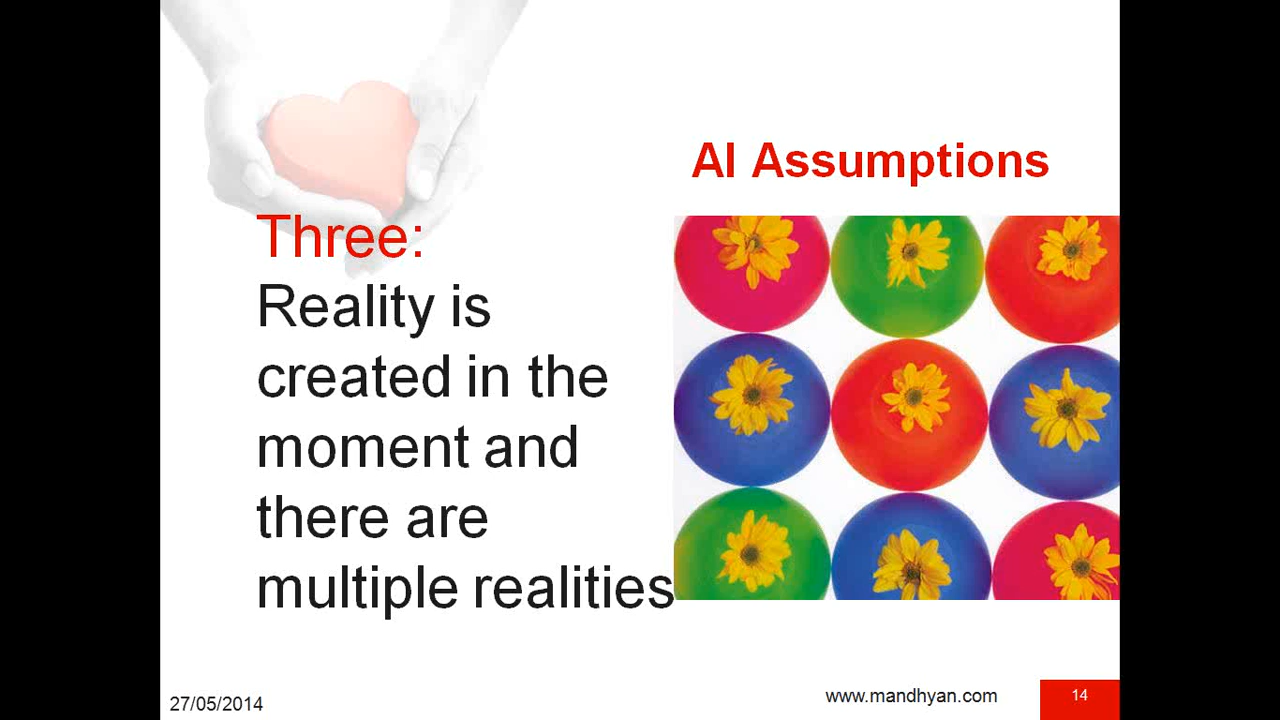 AI Assumptions
Three:
Reality is
created in the
moment and
there are
multiple realities
27/05/2014
www.mandhyan.com
14